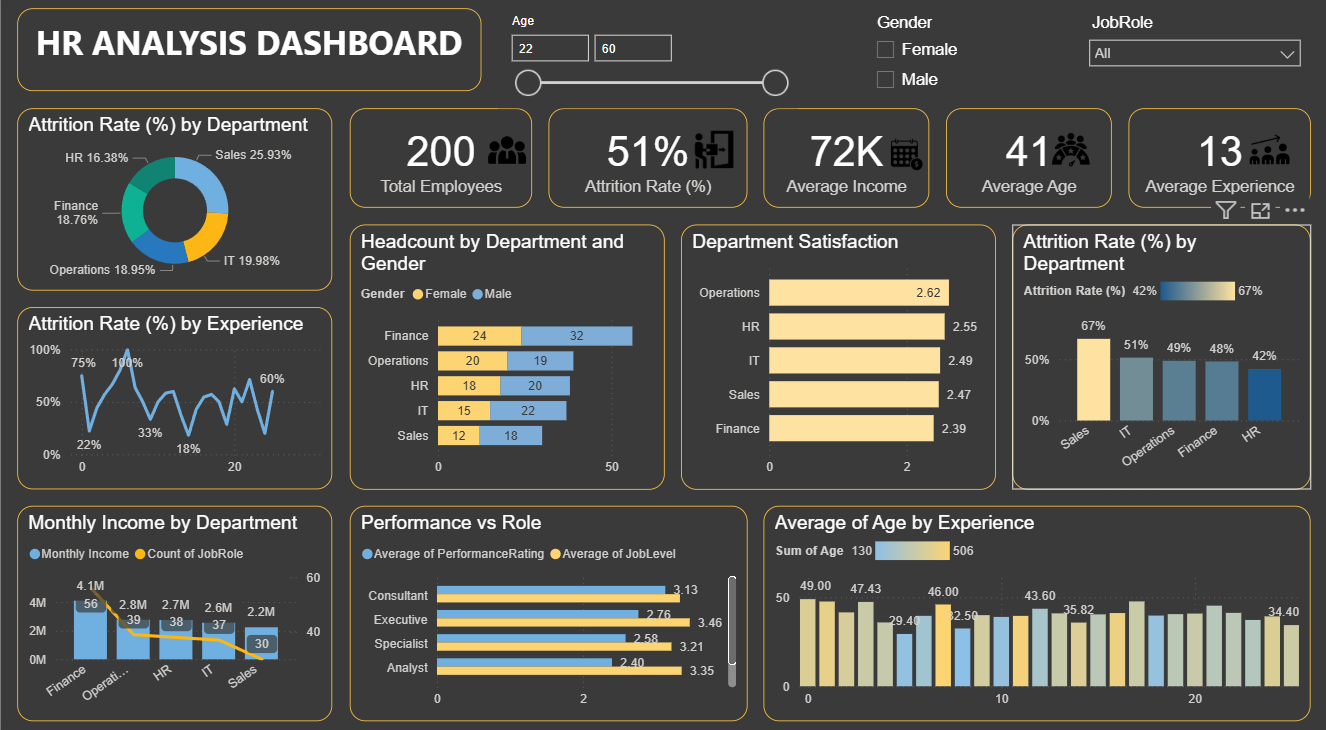 HR ANALYSIS DASHBOARD
Age
22
60
Gender
Female
Male
JobRole
All
Attrition Rate (%) by Department
HR 16.38%
Sales 25.93%
Finance
18.76%
IT 19.98%
Operations 18.95%
200
Total Employees
51%
Attrition Rate (%)
72K
Average Income
41
Average Age
13
Average Experience
Attrition Rate (%) by Experience
100%
50%
0%
75%
100%
22%
33%
18%
60%
0
20
Headcount by Department and
Gender
Gender Female Male
Finance 24 32
Operations 20 19
HR 18 20
IT 15 22
Sales 12 18
0 50
Department Satisfaction
Operations 2.62
HR 2.55
IT 2.49
Sales 2.47
Finance 2.39
0 2
Attrition Rate (%) by
Department
Attrition Rate (%) 42% 67%
50%
0%
67%
51%
49%
48%
42%
Sales
IT
Operations
Finance
HR
Monthly Income by Department
Monthly Income Count of JobRole
4M
2M
0M
60
40
4.1M
2.8M
2.7M
2.6M
2.2M
56
39
38
37
30
Finance
Operati...
HR
IT
Sales
Performance vs Role
Average of PerformanceRating Average of JobLevel
Consultant 3.13
Executive 2.76
3.46
Specialist 2.58
3.21
Analyst 2.40
3.35
0 2
Average of Age by Experience
Sum of Age 130 506
50
0
49.00
47.43
29.40
46.00
32.50
43.60
35.82
34.40
0
10
20